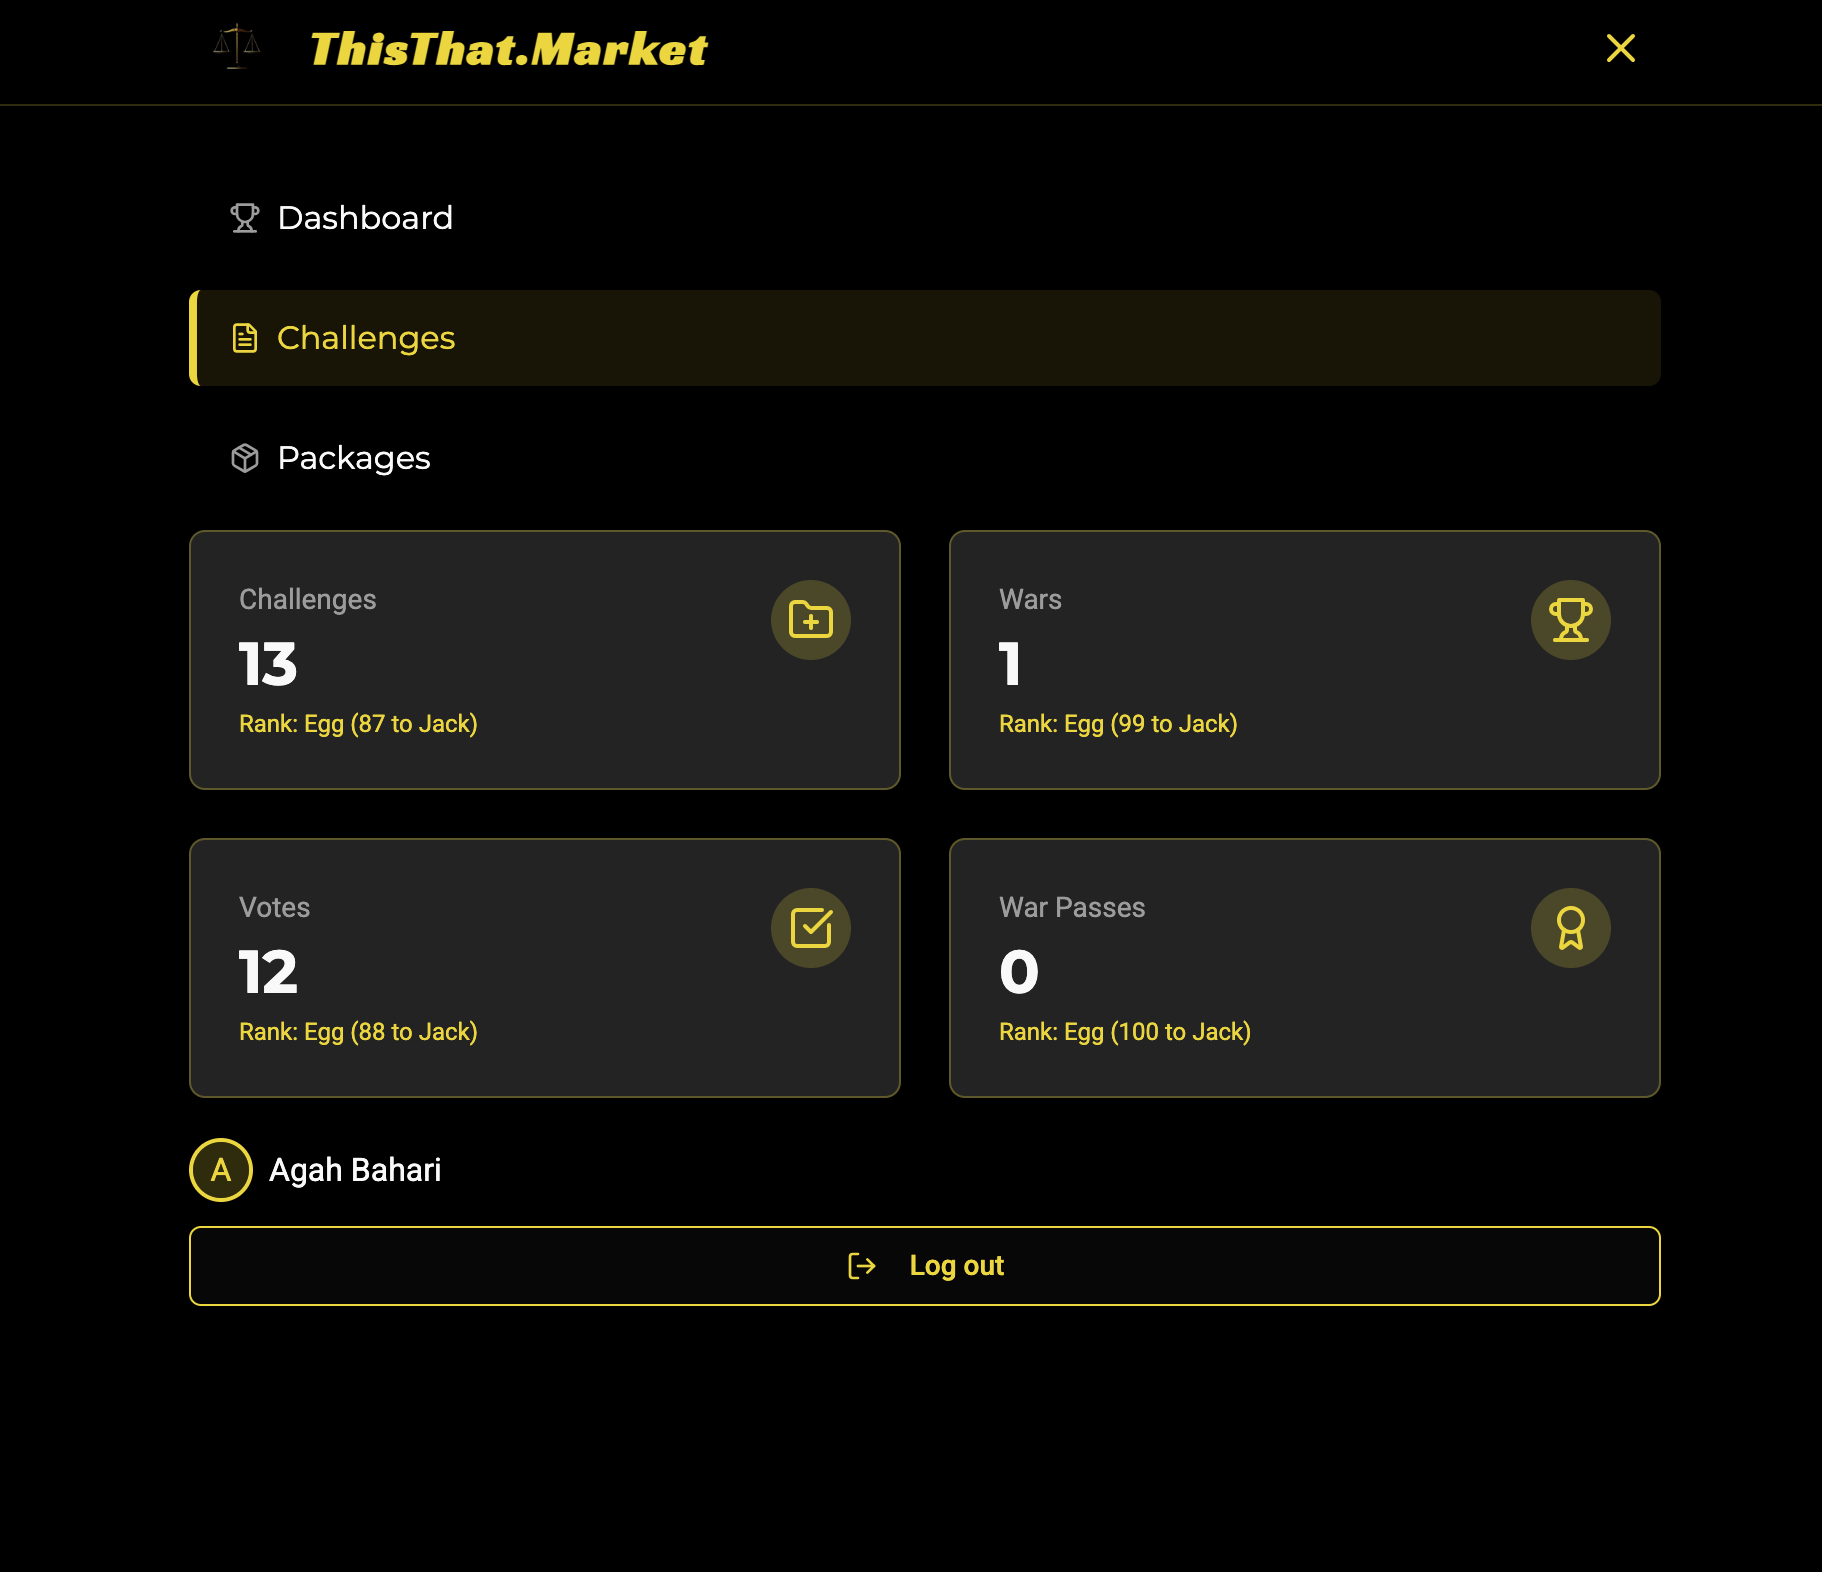 ThisThat.Market
Dashboard
Challenges
Packages
Challenges
13
Rank: Egg (87 to Jack)
Wars
1
Rank: Egg (99 to Jack)
Votes
12
Rank: Egg (88 to Jack)
War Passes
0
Rank: Egg (100 to Jack)
A Agah Bahari
Log out